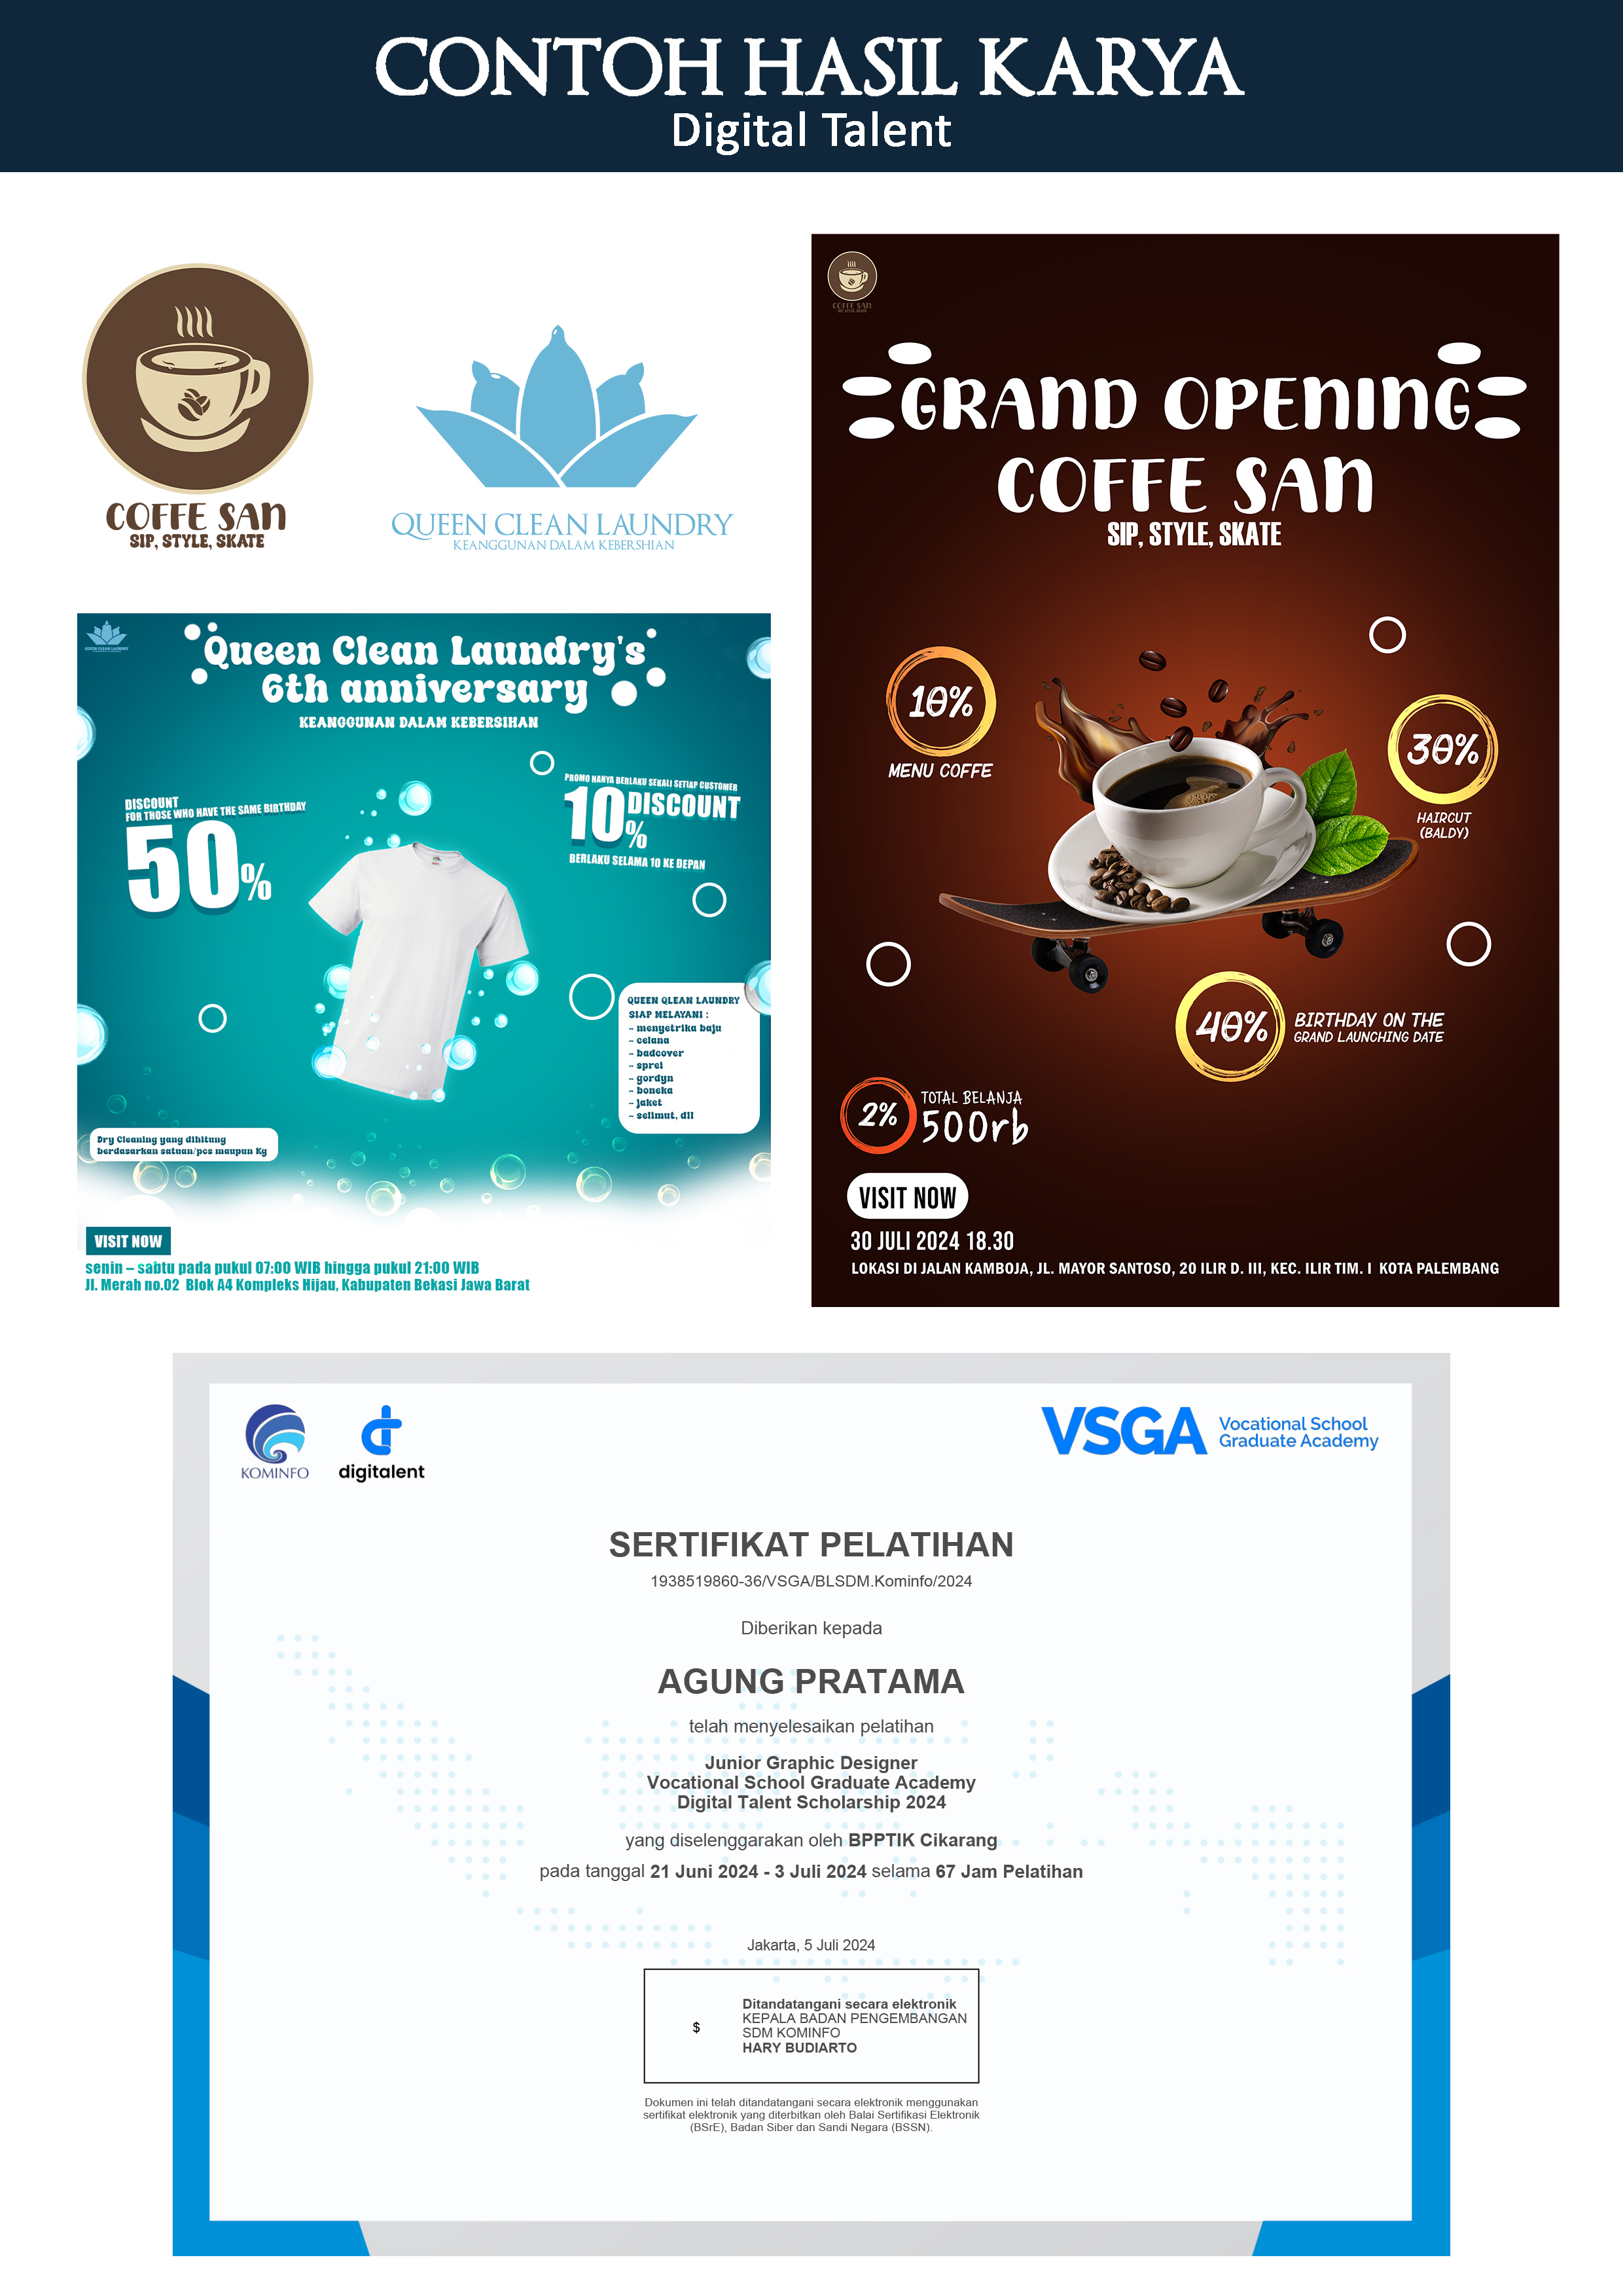 CONTOH HASIL KARYA
Digital Talent
COFFE SAN
SIP, STYLE, SKATE
QUEEN CLEAN LAUNDRY
KEANGGUNAN DALAM KEBERSHIAN
QUEEN CLEAN LAUNDRY
Queen Clean Laundry's
6th anniversary
KEANGGUNAN DALAM KEBERSIHAN
DISCOUNT
FOR THOSE WHO HAVE THE SAME BIRTHDAY
50%
PROMO HANYA BERLAKU SEKALI SETIAP CUSTOMER
10% DISCOUNT
BERLAKU SELAMA 10 KE DEPAN
QUEEN QLEAN LAUNDRY
SIAP MELAYANI :
- menyetrika baju
- celana
- badcover
- sprei
- gordyn
- boneka
- jaket
- selimut, dll
Dry Cleaning yang dihitung
berdasarkan satuan/pcs maupun Kg
VISIT NOW
senin – sabtu pada pukul 07:00 WIB hingga pukul 21:00 WIB
Jl. Merah no.02 Blok A4 Kompleks Hijau, Kabupaten Bekasi Jawa Barat
COFFE SAN
SIP, STYLE, SKATE
GRAND OPENING
COFFE SAN
SIP, STYLE, SKATE
10%
MENU COFFE
30%
HAIRCUT
(BALDY)
40%
BIRTHDAY ON THE
GRAND LAUNCHING DATE
2%
TOTAL BELANJA
500rb
VISIT NOW
30 JULI 2024 18.30
LOKASI DI JALAN KAMBOJA, JL. MAYOR SANTOSO, 20 ILIR D. III, KEC. ILIR TIM. I KOTA PALEMBANG
KOMINFO
digitalent
VSGA
Vocational School
Graduate Academy
SERTIFIKAT PELATIHAN
1938519860-36/VSGA/BLSDM.Kominfo/2024
Diberikan kepada
AGUNG PRATAMA
telah menyelesaikan pelatihan
Junior Graphic Designer
Vocational School Graduate Academy
Digital Talent Scholarship 2024
yang diselenggarakan oleh BPPTIK Cikarang
pada tanggal 21 Juni 2024 - 3 Juli 2024 selama 67 Jam Pelatihan
Jakarta, 5 Juli 2024
$
Ditandatangani secara elektronik
KEPALA BADAN PENGEMBANGAN
SDM KOMINFO
HARY BUDIARTO
Dokumen ini telah ditandatangani secara elektronik menggunakan
sertifikat elektronik yang diterbitkan oleh Balai Sertifikasi Elektronik
(BSrE), Badan Siber dan Sandi Negara (BSSN).